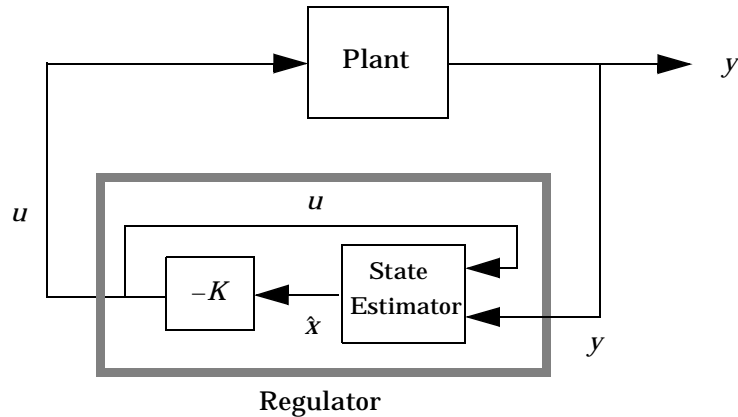 Plant
y
u
u
–K
State
Estimator
x̂
y
Regulator